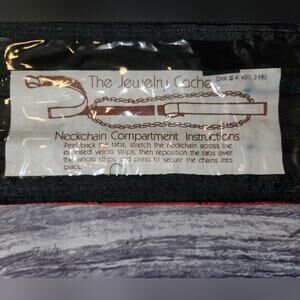 The Jewelry Cache (pat # 4,401,219)
Neckchain Compartment Instructions
Peel back the tabs, stretch the neckchain across the
exposed velcro strips, then reposition the tabs over
the velcro strips and press to secure the chains into
place.